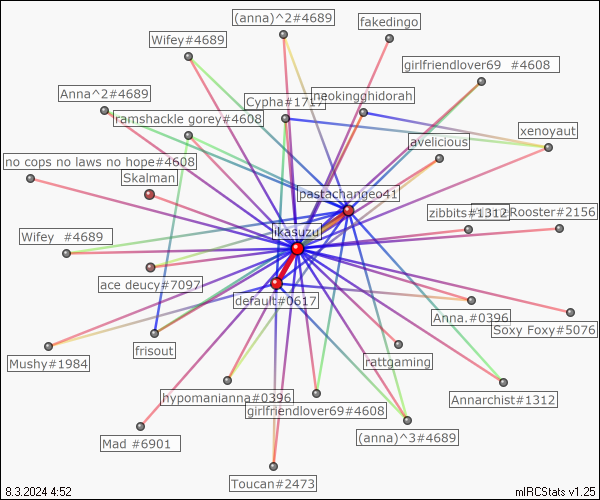 (anna)^2#4689
fakedingo
Wifey#4689
girlfriendlover69 #4608
Anna^2#4689
neokingghidorah
Cypha#1717
ramshackle gorey#4608
xenoyaut
avelicious
no cops no laws no hope#4608
Skalman
pastachangeo41
zibbits#1312
Rooster#2156
ikasuzu
Wifey #4689
ace deucy#7097
default#0617
Anna.#0396
Soxy Foxy#5076
frisout
Mushy#1984
rattgaming
hypomanianna#0396
Annarchist#1312
girlfriendlover69#4608
(anna)^3#4689
Mad #6901
Toucan#2473
8.3.2024 4:52
mIRCStats v1.25